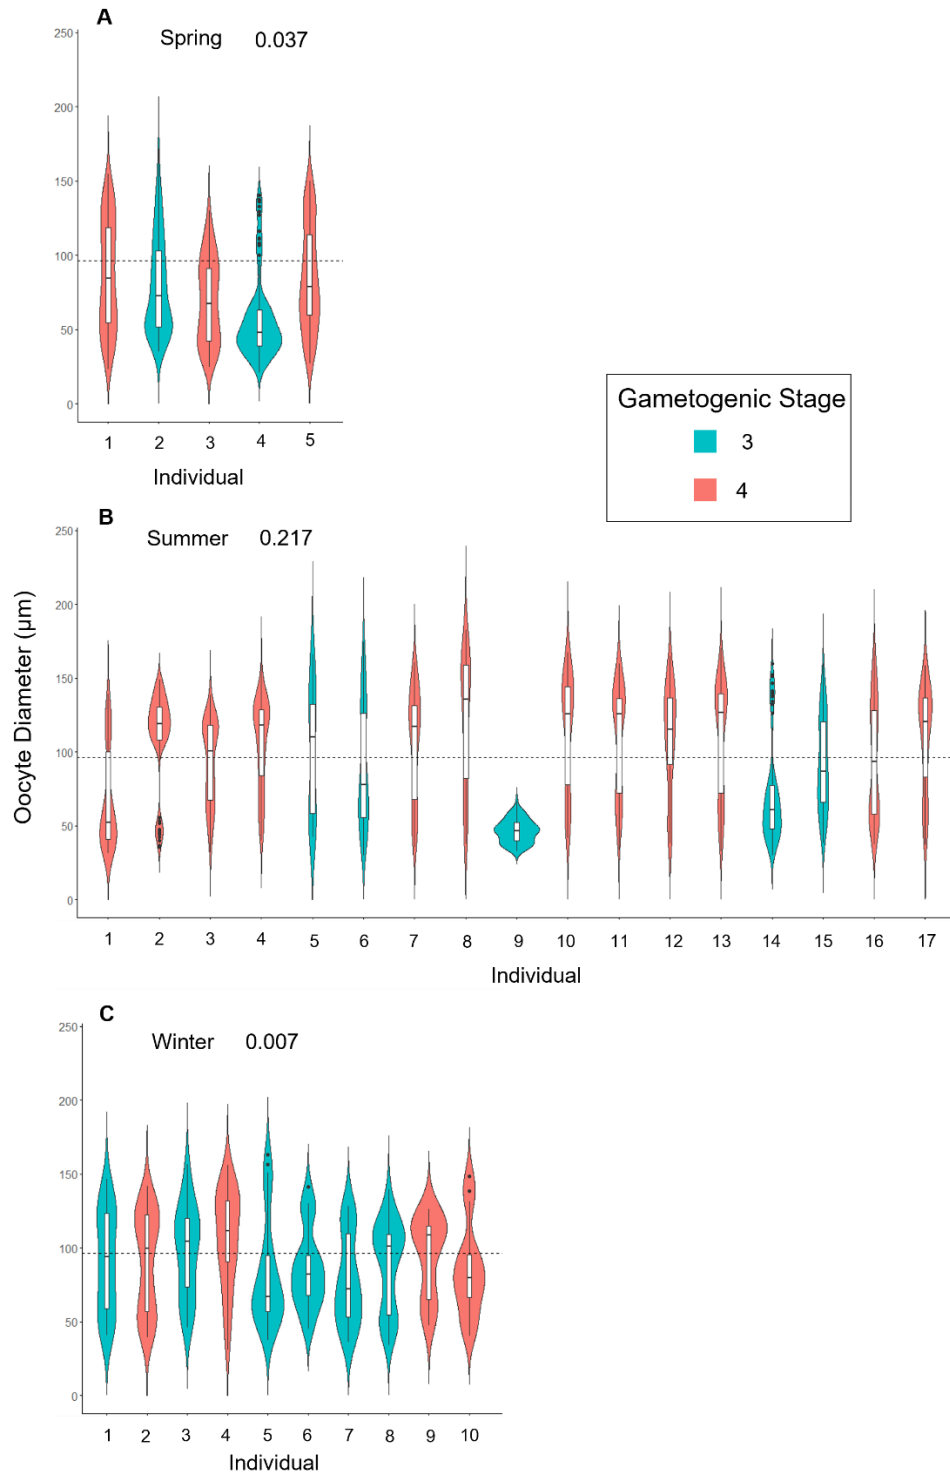 A
Spring 0.037
250
200
150
100
50
0
1 2 3 4 5
Individual
Gametogenic Stage
3
4
B
Summer 0.217
250
200
150
100
50
0
Oocyte Diameter (µm)
1 2 3 4 5 6 7 8 9 10 11 12 13 14 15 16 17
Individual
C
Winter 0.007
250
200
150
100
50
0
1 2 3 4 5 6 7 8 9 10
Individual